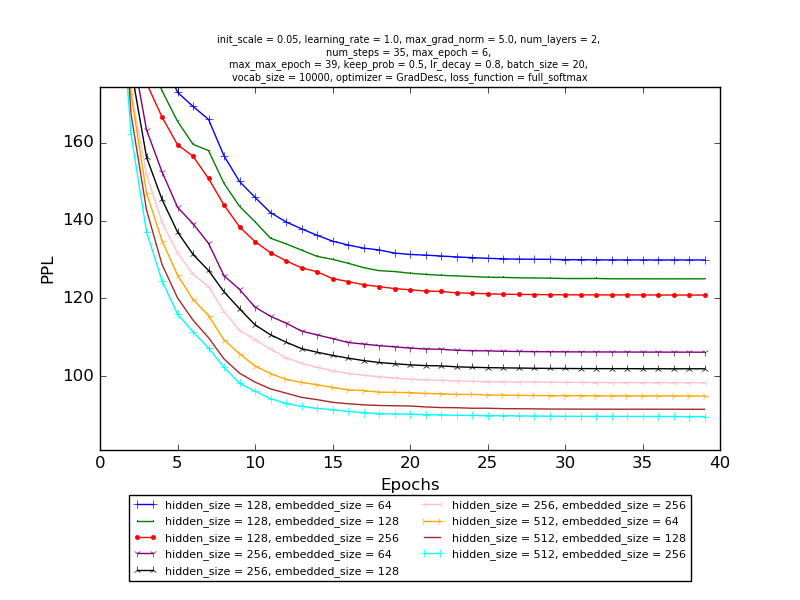 init_scale = 0.05, learning_rate = 1.0, max_grad_norm = 5.0, num_layers = 2,
num_steps = 35, max_epoch = 6,
max_max_epoch = 39, keep_prob = 0.5, lr_decay = 0.8, batch_size = 20,
vocab_size = 10000, optimizer = GradDesc, loss_function = full_softmax
160
140
120
100
PPL
0 5 10 15 20 25 30 35 40
Epochs
hidden_size = 128, embedded_size = 64
hidden_size = 128, embedded_size = 128
hidden_size = 128, embedded_size = 256
hidden_size = 256, embedded_size = 64
hidden_size = 256, embedded_size = 128
hidden_size = 256, embedded_size = 256
hidden_size = 512, embedded_size = 64
hidden_size = 512, embedded_size = 128
hidden_size = 512, embedded_size = 256